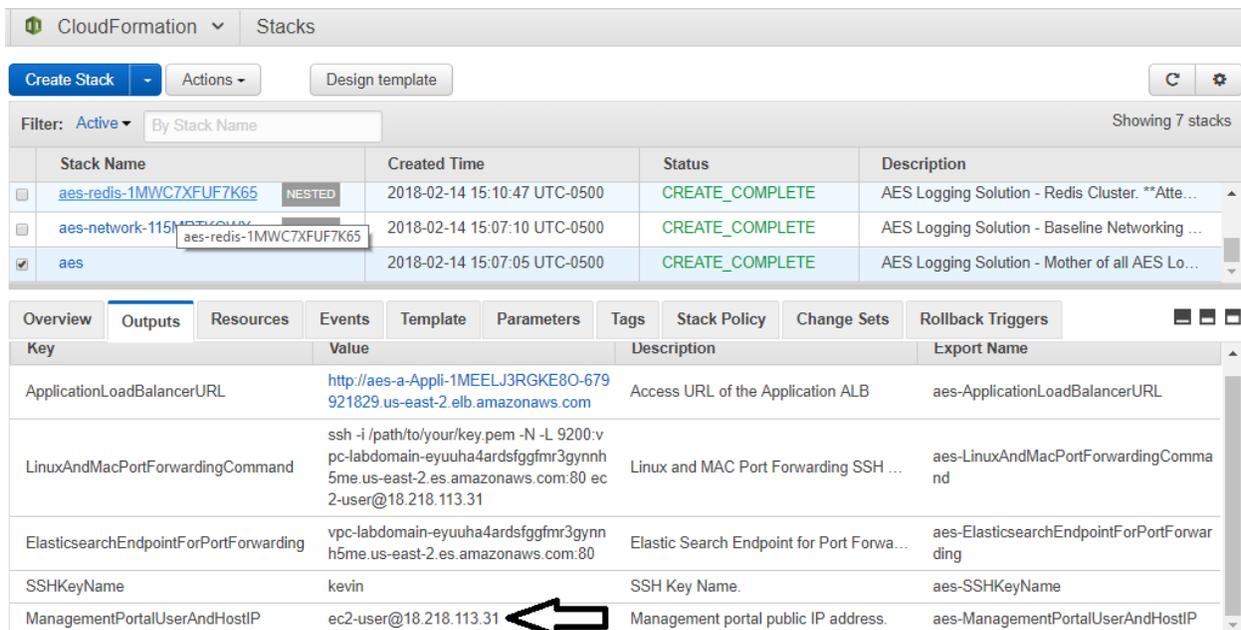 CloudFormation Stacks
Create Stack Actions Design template
Filter: Active By Stack Name Showing 7 stacks
Stack Name Created Time Status Description
aes-redis-1MWC7XFUF7K65 NESTED 2018-02-14 15:10:47 UTC-0500 CREATE_COMPLETE AES Logging Solution - Redis Cluster. **Atte...
2018-02-14 15:07:10 UTC-0500 CREATE_COMPLETE AES Logging Solution - Baseline Networking ...
aes-redis-1MWC7XFUF7K65
aes 2018-02-14 15:07:05 UTC-0500 CREATE_COMPLETE AES Logging Solution - Mother of all AES Lo...
Overview Outputs Resources Events Template Parameters Tags Stack Policy Change Sets Rollback Triggers
Key Value Description Export Name
ApplicationLoadBalancerURL
http://aes-a-Appli-1MEELJ3RGKE8O-679
921829.us-east-2.elb.amazonaws.com
Access URL of the Application ALB
aes-ApplicationLoadBalancerURL
LinuxAndMacPortForwardingCommand
ssh -i /path/to/your/key.pem -N -L 9200:v
pc-labdomain-eyuuha4ardsfggfmr3gynnh
5me.us-east-2.es.amazonaws.com:80 ec
2-user@18.218.113.31
Linux and MAC Port Forwarding SSH ...
aes-LinuxAndMacPortForwardingComma
nd
ElasticsearchEndpointForPortForwarding
vpc-labdomain-eyuuha4ardsfggfmr3gynn
h5me.us-east-2.es.amazonaws.com:80
Elastic Search Endpoint for Port Forwa...
aes-ElasticsearchEndpointForPortForwar
ding
SSHKeyName kevin SSH Key Name. aes-SSHKeyName
ManagementPortalUserAndHostIP ec2-user@18.218.113.31 Management portal public IP address. aes-ManagementPortalUserAndHostIP